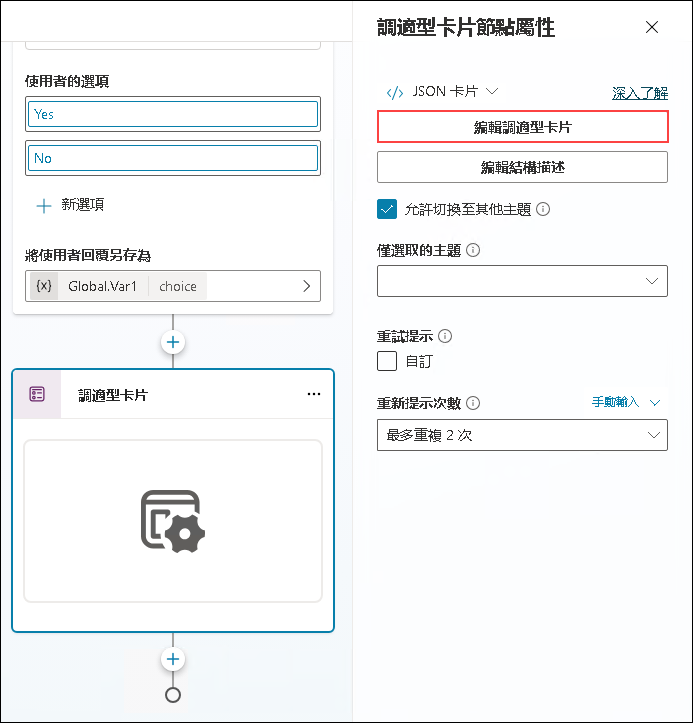 使用者的選項
Yes
No
新選項
將使用者回覆另存為
{x} Global.Var1 choice
調適型卡片
調適型卡片節點屬性
</> JSON 卡片
深入了解
編輯調適型卡片
編輯結構描述
允許切換至其他主題
僅選取的主題
重試提示
自訂
重新提示次數
手動輸入
最多重複 2 次